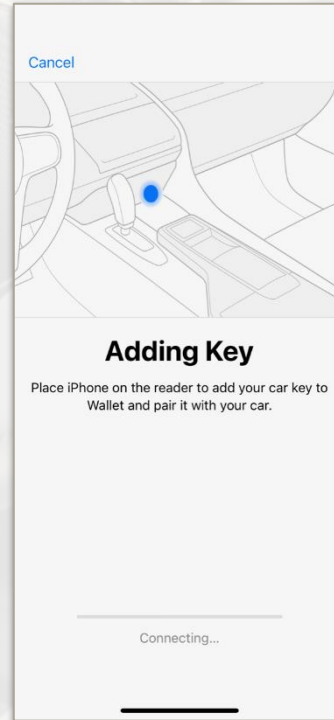 Cancel
Adding Key
Place iPhone on the reader to add your car key to
Wallet and pair it with your car.
Connecting...